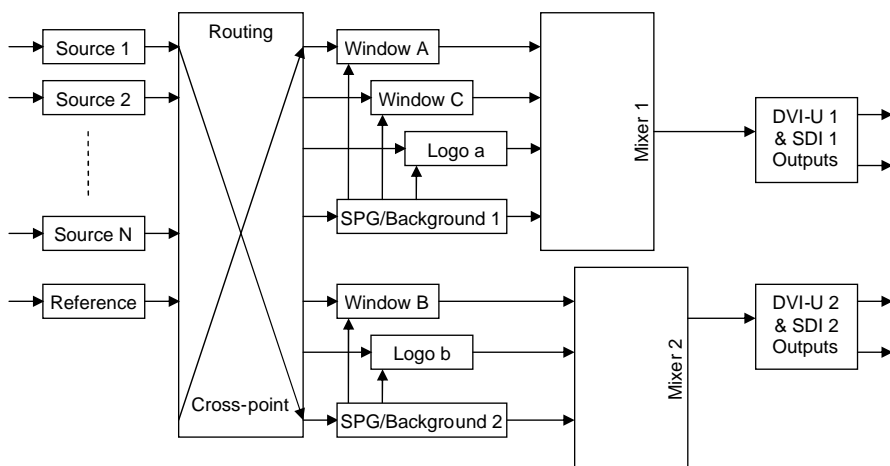 Source 1
Source 2
Source N
Reference
Routing
Cross-point
Window A
Window C
Logo a
SPG/Background 1
Window B
Logo b
SPG/Background 2
Mixer 1
Mixer 2
DVI-U 1
& SDI 1
Outputs
DVI-U 2
& SDI 2
Outputs